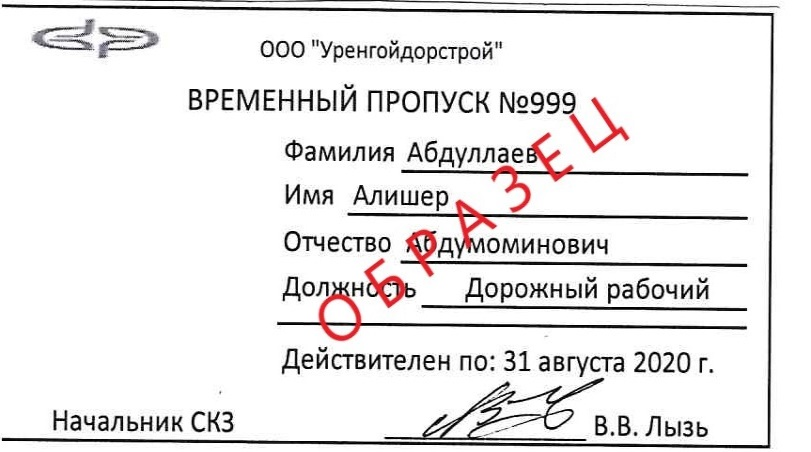 ООО "Уренгойдорстрой"
ВРЕМЕННЫЙ ПРОПУСК №999
Фамилия Абдуллаев
Имя Алишер
Отчество Абдумоминович
Должность Дорожный рабочий
Действителен по: 31 августа 2020 г.
Начальник СКЗ В.В. Лызь
ОБРАЗЕЦ